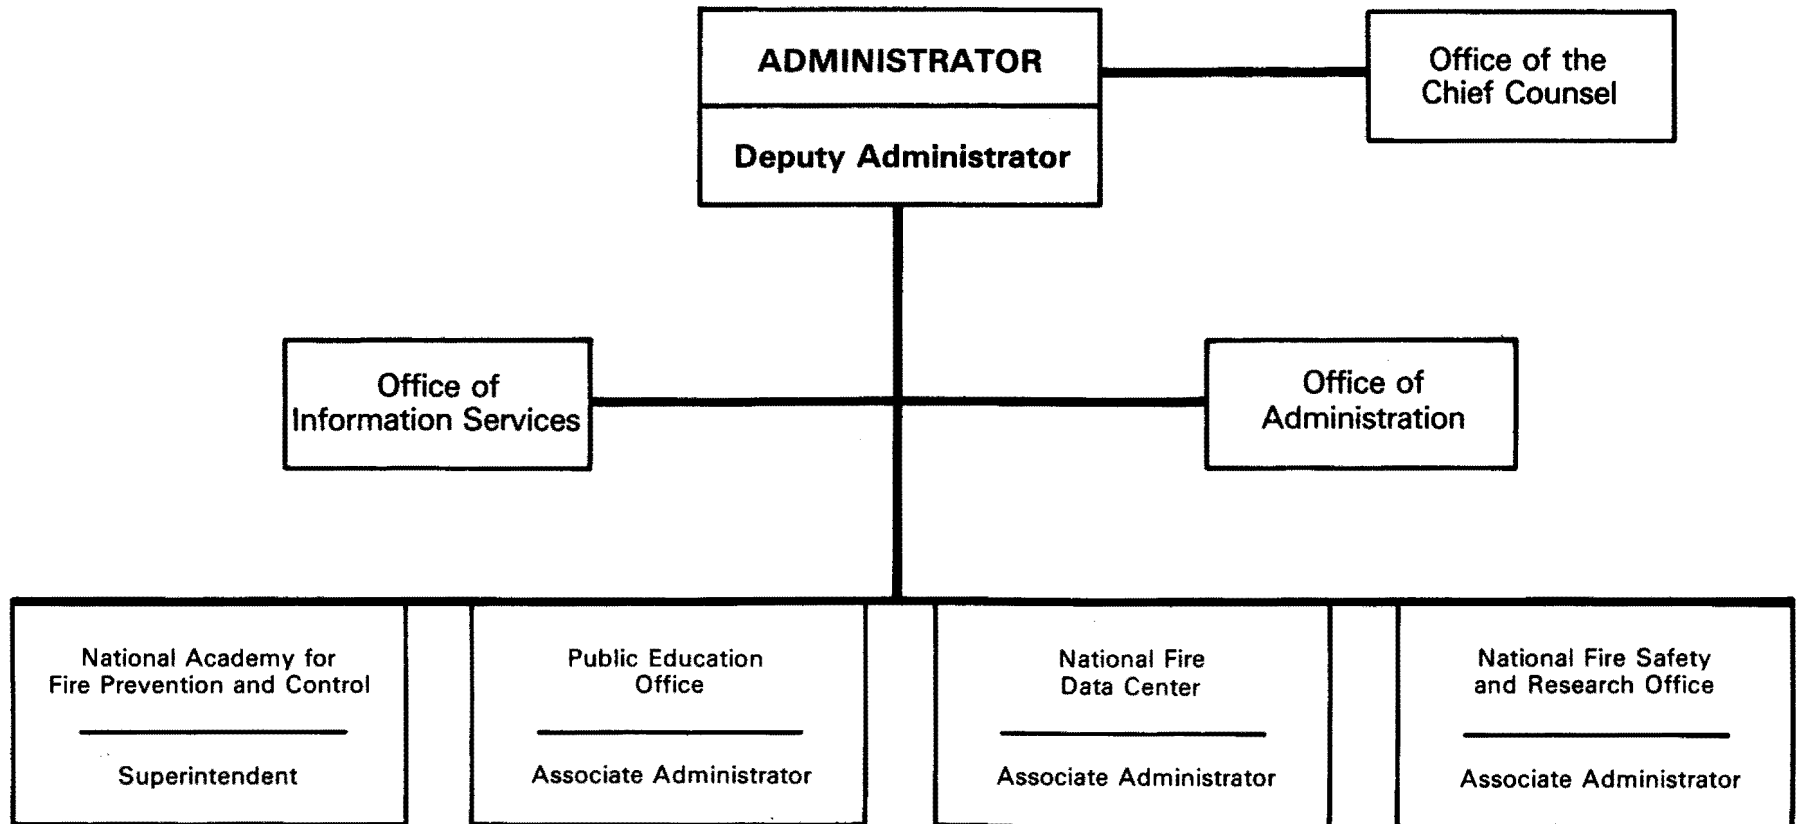 ADMINISTRATOR
Deputy Administrator
Office of the
Chief Counsel
Office of
Information Services
Office of
Administration
National Academy for
Fire Prevention and Control
Superintendent
Public Education
Office
Associate Administrator
National Fire
Data Center
Associate Administrator
National Fire Safety
and Research Office
Associate Administrator